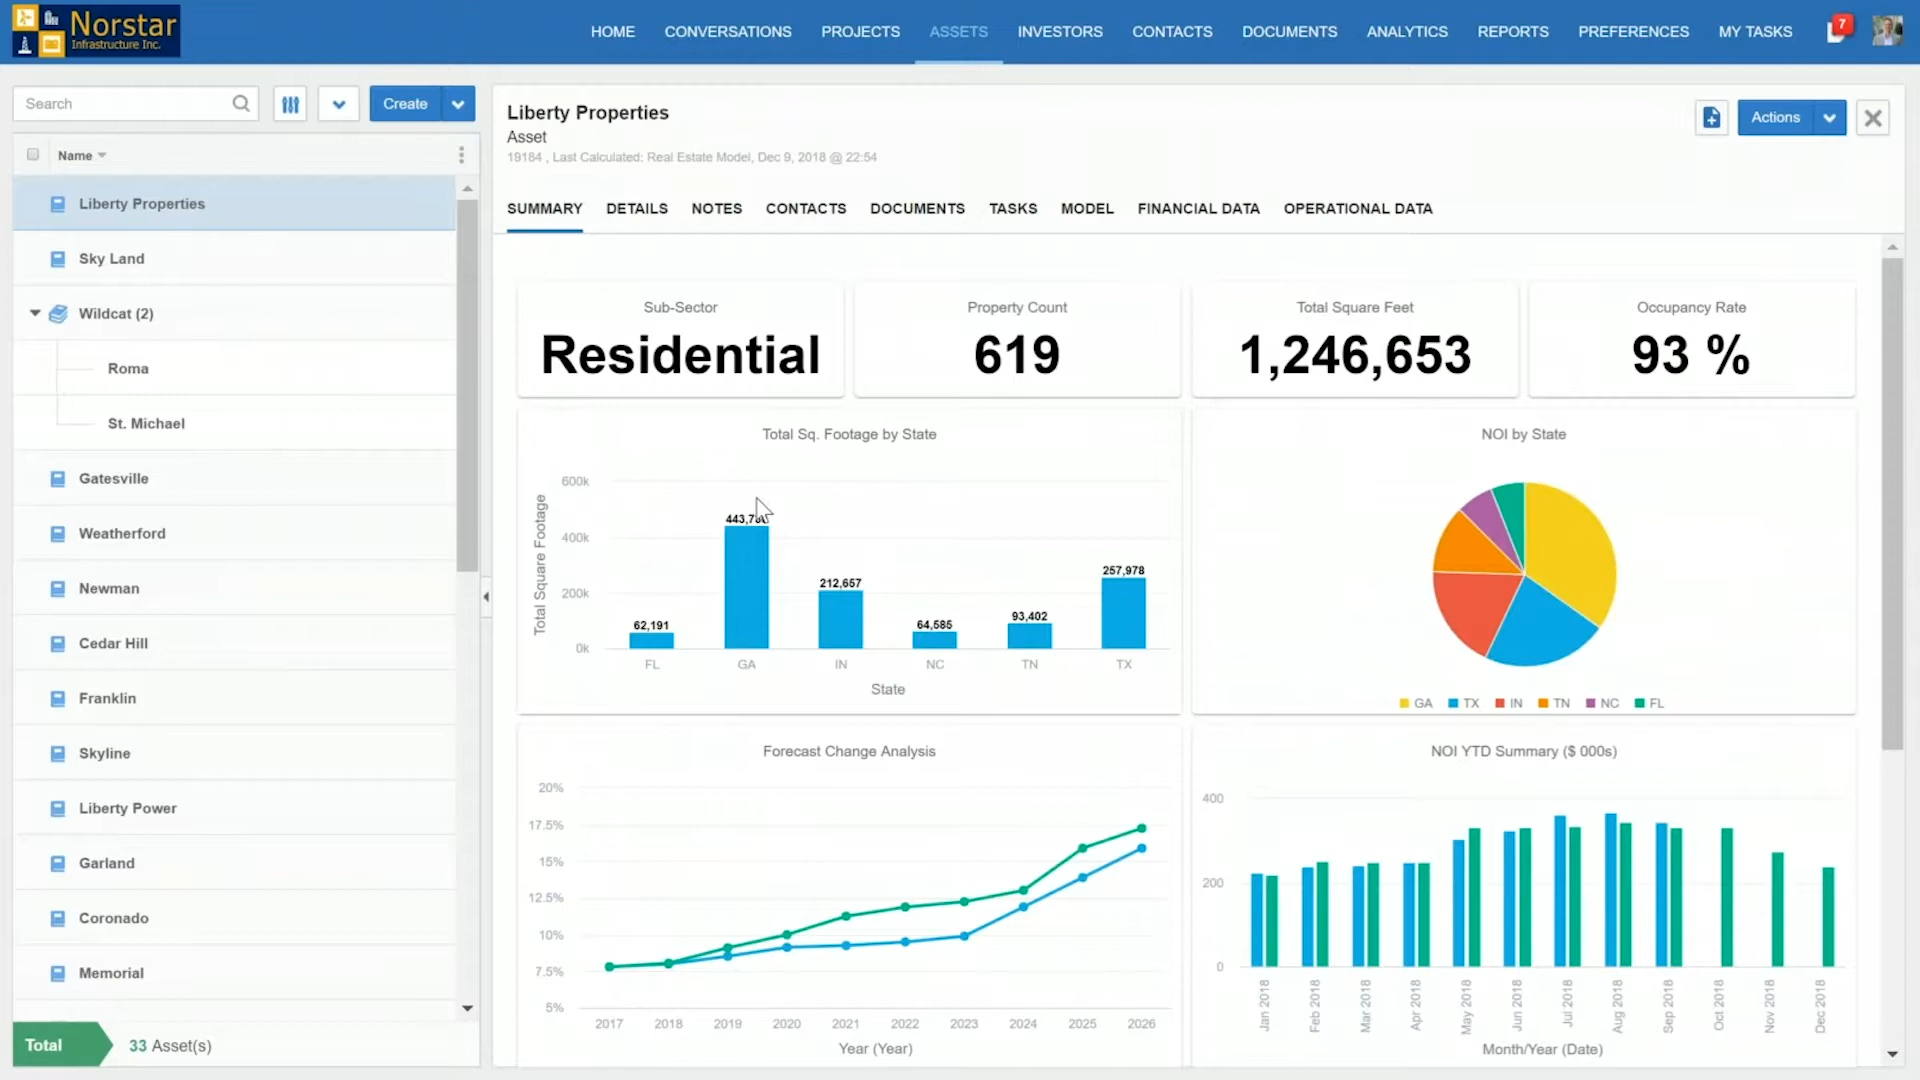 Norstar
Infrastructure Inc.
HOME CONVERSATIONS PROJECTS ASSETS INVESTORS CONTACTS DOCUMENTS ANALYTICS REPORTS PREFERENCES MY TASKS 7
Search
Create
Name
Liberty Properties
Sky Land
Wildcat (2)
Roma
St. Michael
Gatesville
Weatherford
Newman
Cedar Hill
Franklin
Skyline
Liberty Power
Garland
Coronado
Memorial
Total 33 Asset(s)
Liberty Properties
Asset
19184 , Last Calculated: Real Estate Model, Dec 9, 2018 @ 22:54
Actions
SUMMARY DETAILS NOTES CONTACTS DOCUMENTS TASKS MODEL FINANCIAL DATA OPERATIONAL DATA
Sub-Sector
Residential
Property Count
619
Total Square Feet
1,246,653
Occupancy Rate
93 %
Total Sq. Footage by State
Total Square Footage
600k
400k
200k
0k
62,191
212,657
64,585
93,402
257,978
FL GA IN NC TN TX
State
NOI by State
GA TX IN TN NC FL
Forecast Change Analysis
20%
17.5%
15%
12.5%
10%
7.5%
5%
2017 2018 2019 2020 2021 2022 2023 2024 2025 2026
Year (Year)
NOI YTD Summary ($ 000s)
400
200
0
Jan 2018 Feb 2018 Mar 2018 Apr 2018 May 2018 Jun 2018 Jul 2018 Aug 2018 Sep 2018 Oct 2018 Nov 2018 Dec 2018
Month/Year (Date)